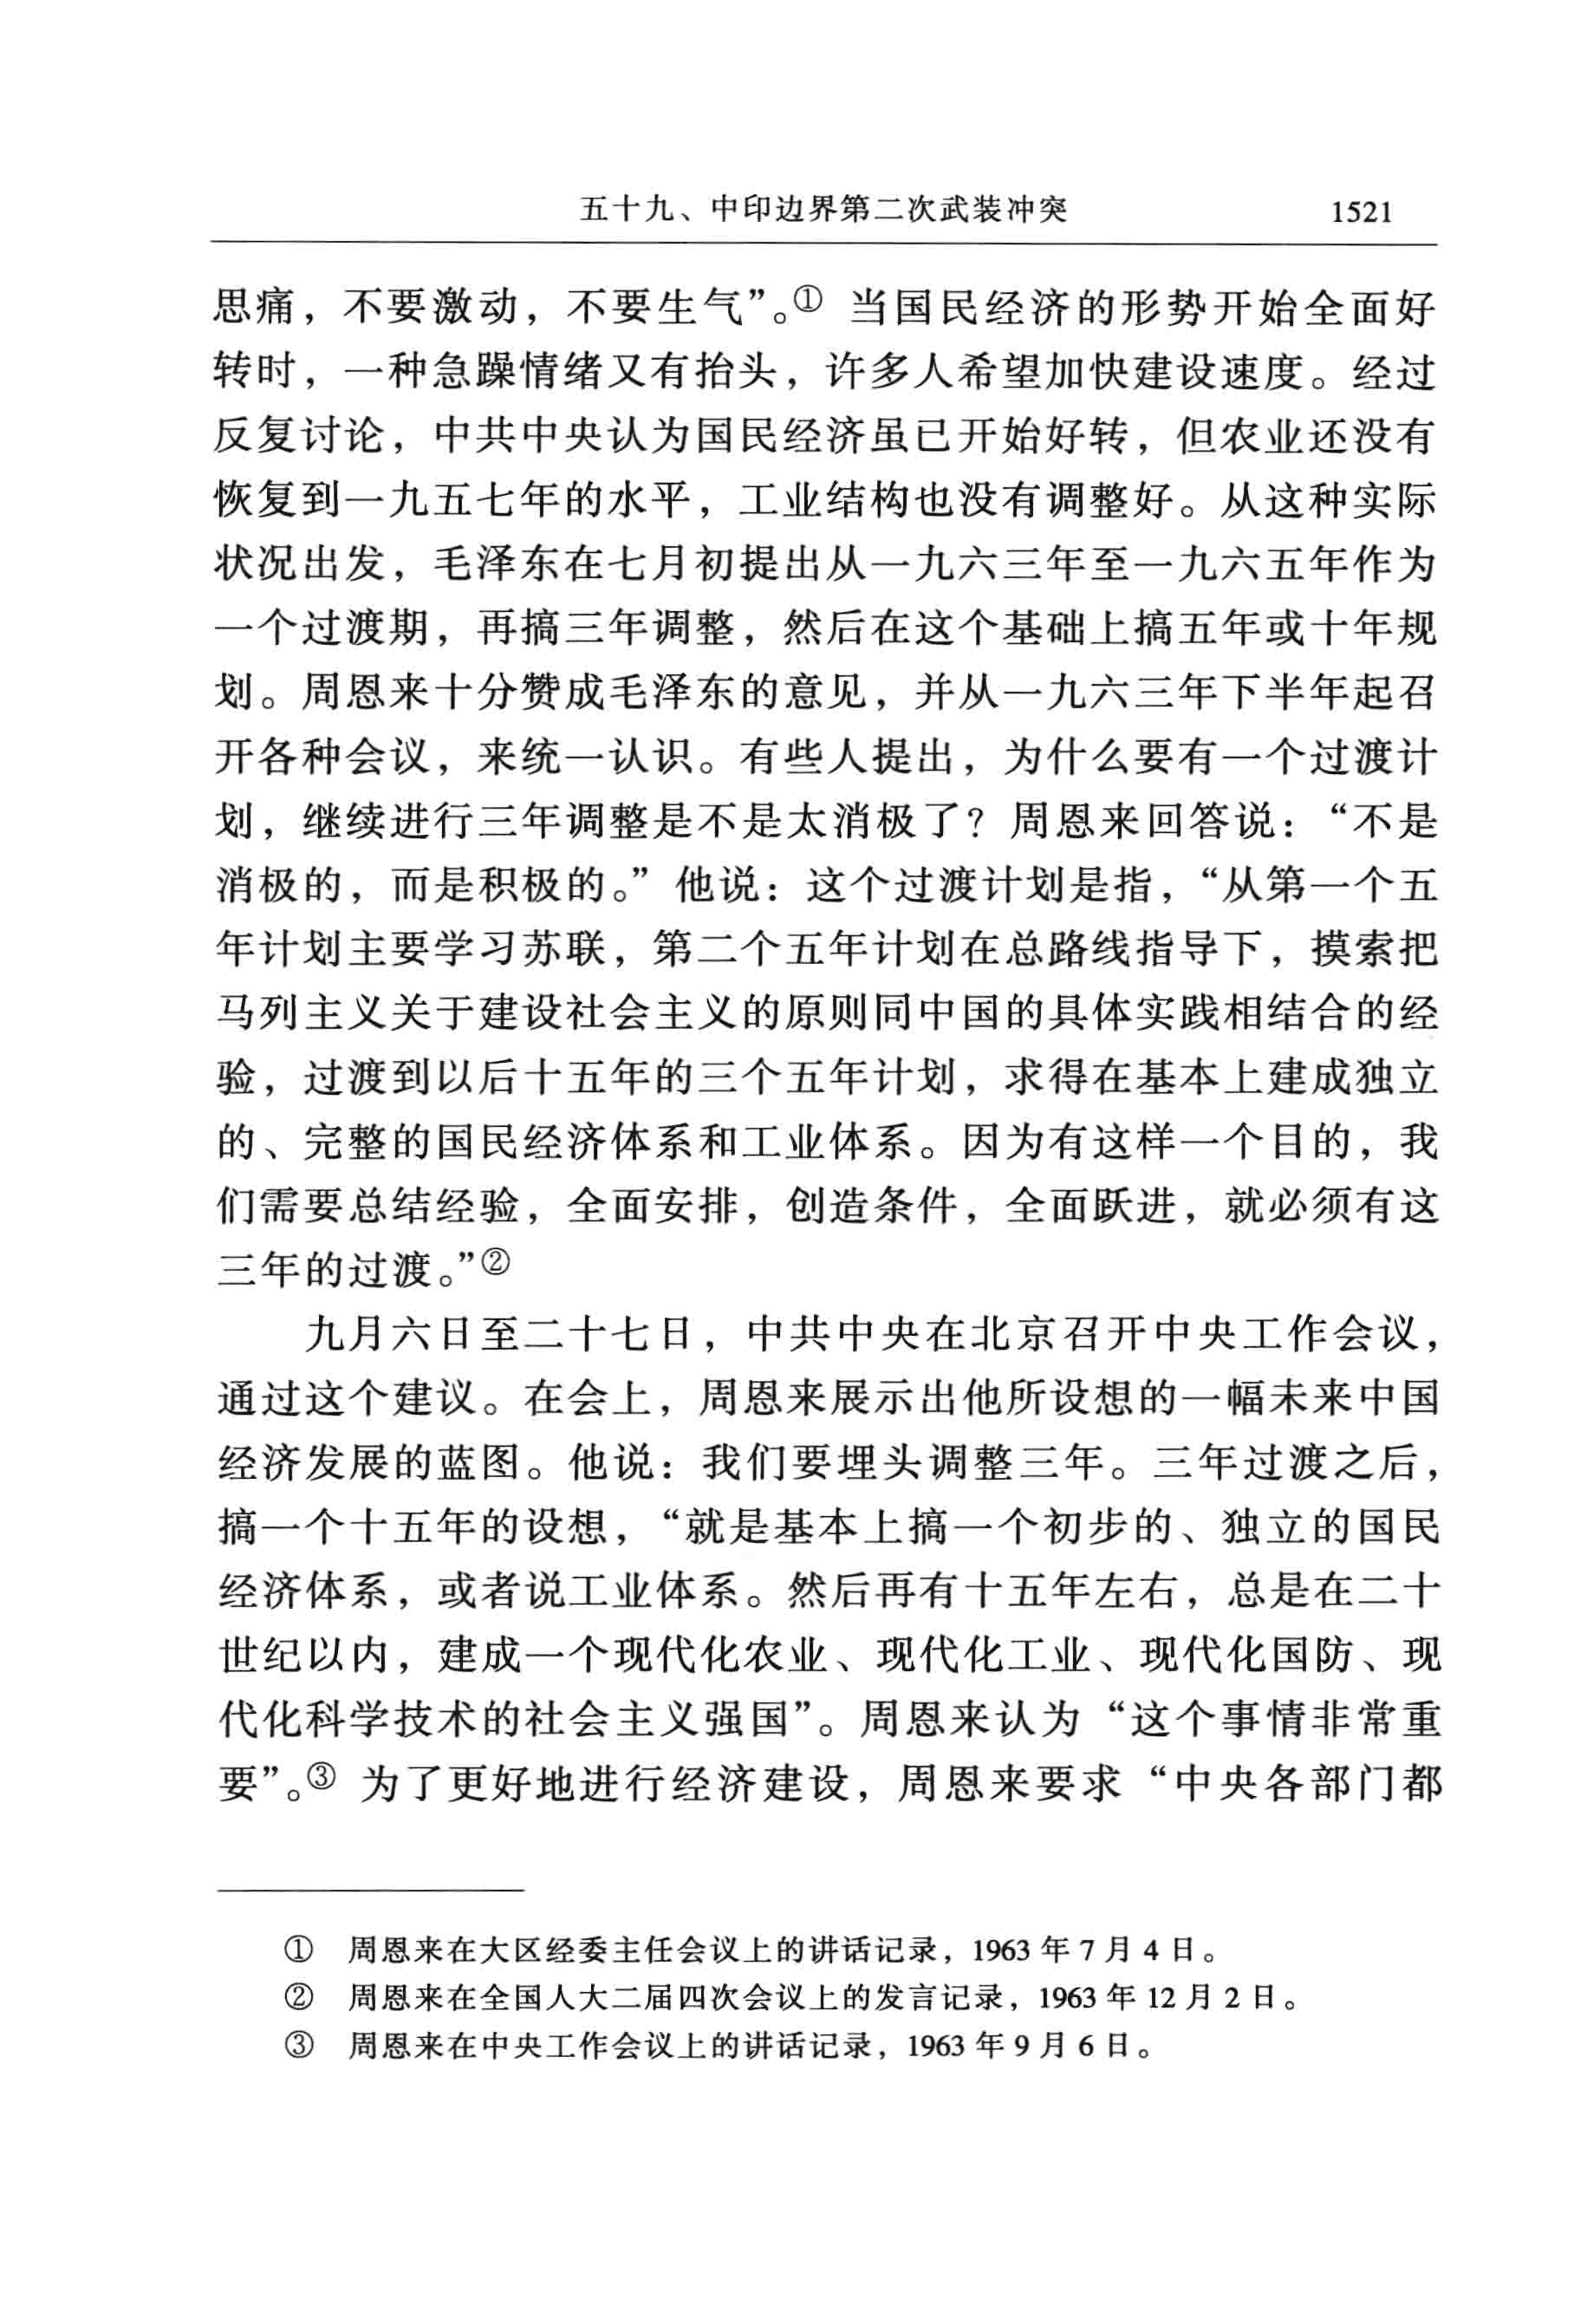 五十九、中印边界第二次武装冲突 1521
思痛，不要激动，不要生气”。① 当国民经济的形势开始全面好
转时，一种急躁情绪又有抬头，许多人希望加快建设速度。经过
反复讨论，中共中央认为国民经济虽已开始好转，但农业还没有
恢复到一九五七年的水平，工业结构也没有调整好。从这种实际
状况出发，毛泽东在七月初提出从一九六三年至一九六五年作为
一个过渡期，再搞三年调整，然后在这个基础上搞五年或十年规
划。周恩来十分赞成毛泽东的意见，并从一九六三年下半年起召
开各种会议，来统一认识。有些人提出，为什么要有一个过渡计
划，继续进行三年调整是不是太消极了？周恩来回答说：“不是
消极的，而是积极的。”他说：这个过渡计划是指，“从第一个五
年计划主要学习苏联，第二个五年计划在总路线指导下，摸索把
马列主义关于建设社会主义的原则同中国的具体实践相结合的经
验，过渡到以后十五年的三个五年计划，求得在基本上建成独立
的、完整的国民经济体系和工业体系。因为有这样一个目的，我
们需要总结经验，全面安排，创造条件，全面跃进，就必须有这
三年的过渡。”②
九月六日至二十七日，中共中央在北京召开中央工作会议，
通过这个建议。在会上，周恩来展示出他所设想的一幅未来中国
经济发展的蓝图。他说：我们要埋头调整三年。三年过渡之后，
搞一个十五年的设想，“就是基本上搞一个初步的、独立的国民
经济体系，或者说工业体系。然后再有十五年左右，总是在二十
世纪以内，建成一个现代化农业、现代化工业、现代化国防、现
代化科学技术的社会主义强国”。周恩来认为“这个事情非常重
要”。③ 为了更好地进行经济建设，周恩来要求“中央各部门都
① 周恩来在大区经委主任会议上的讲话记录，1963 年 7 月 4 日。
② 周恩来在全国人大二届四次会议上的发言记录，1963 年 12 月 2 日。
③ 周恩来在中央工作会议上的讲话记录，1963 年 9 月 6 日。